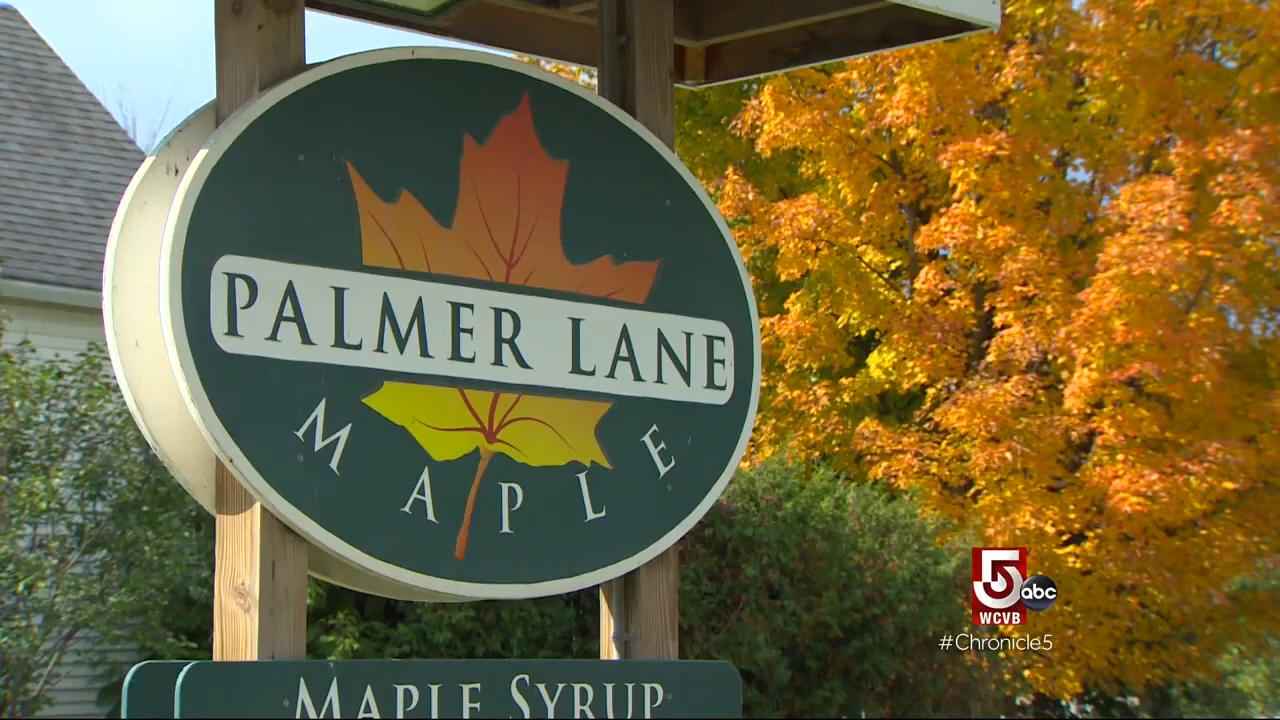 PALMER LANE
MAPLE
MAPLE SYRUP
5 abc
WCVB
#Chronicle5